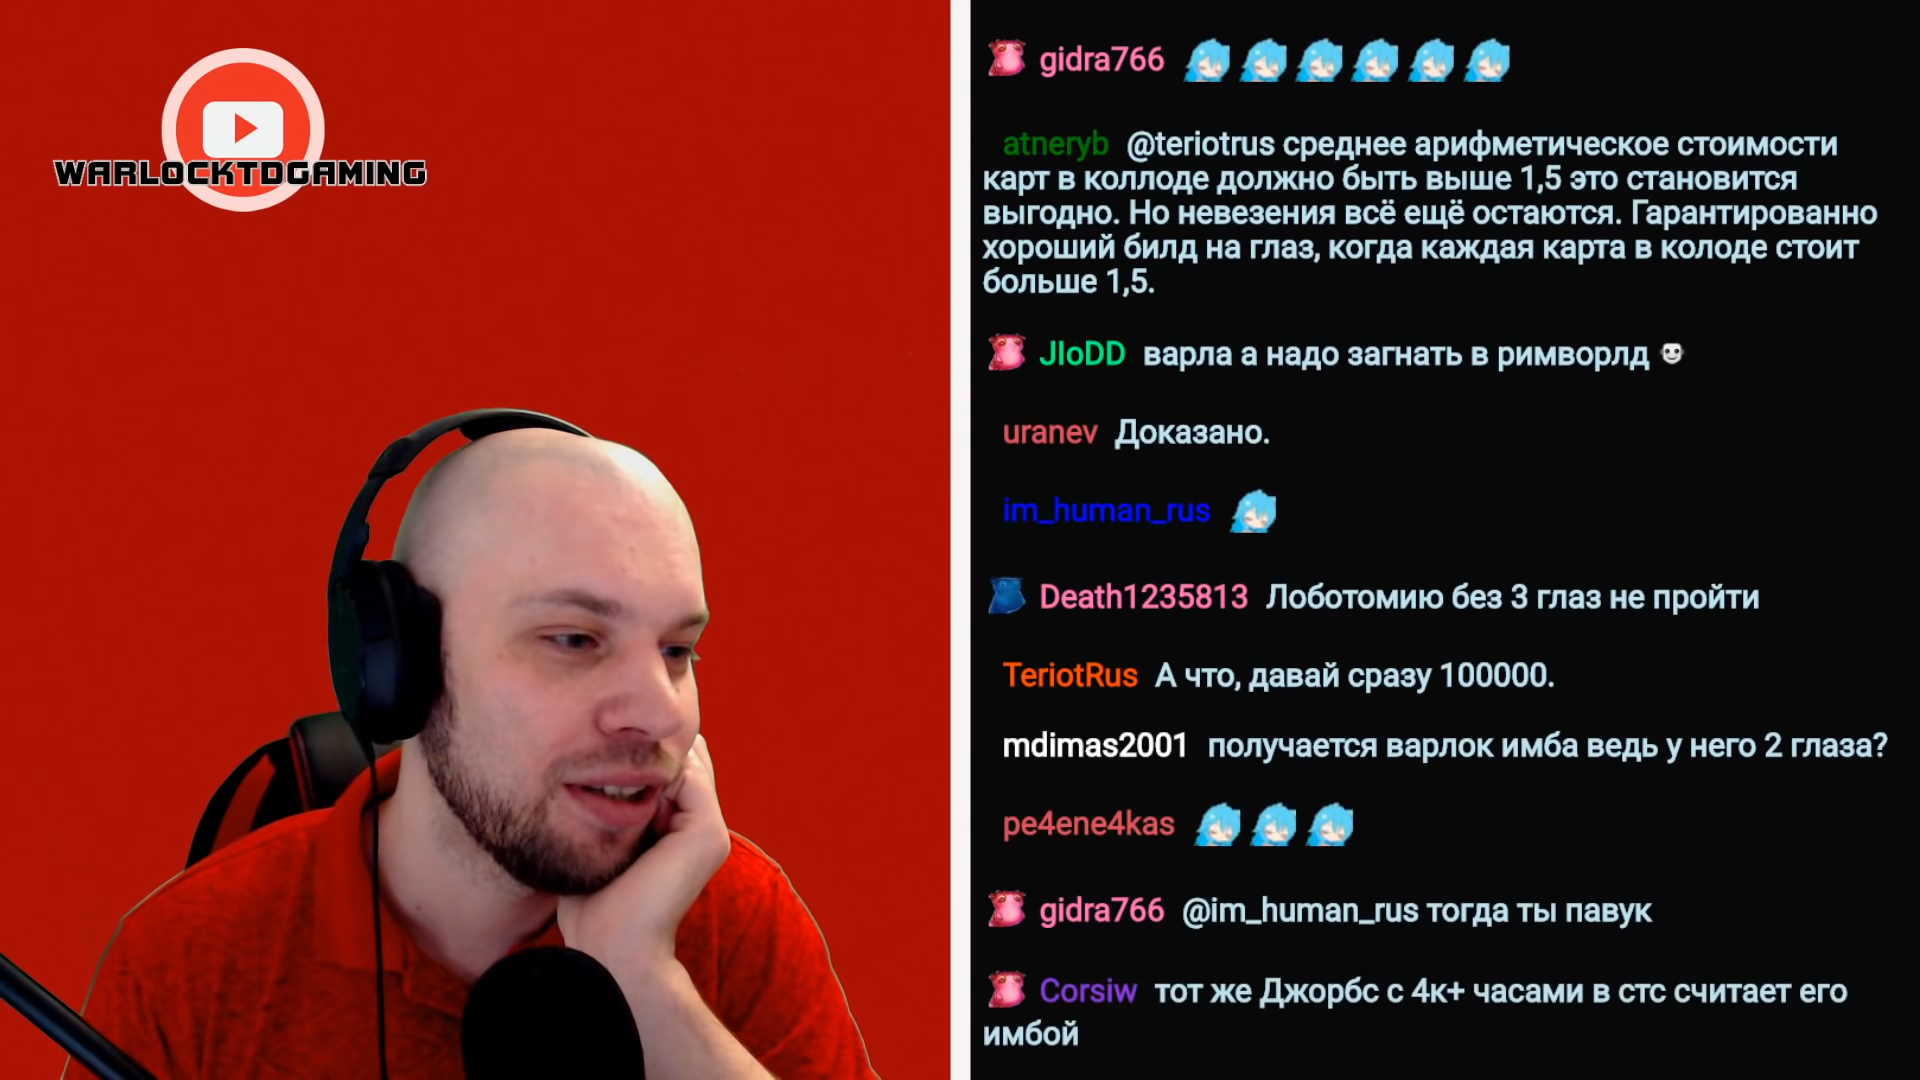 WARLOCKTDGAMING
gidra766
atneryb @teriotrus среднее арифметическое стоимости
карт в коллоде должно быть выше 1,5 это становится
выгодно. Но невезения всё ещё остаются. Гарантированно
хороший билд на глаз, когда каждая карта в колоде стоит
больше 1,5.
JloDD варла а надо загнать в римворлд
uranev Доказано.
im_human_rus
Death1235813 Лоботомию без 3 глаз не пройти
TeriotRus А что, давай сразу 100000.
mdimas2001 получается варлок имба ведь у него 2 глаза?
pe4ene4kas
gidra766 @im_human_rus тогда ты павук
Corsiw тот же Джорбс с 4к+ часами в стс считает его
имбой